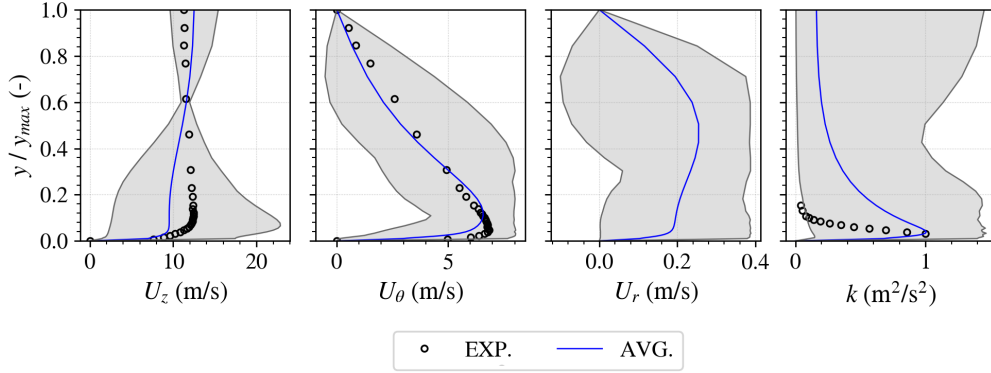 y / y_max (-)
1.0
0.8
0.6
0.4
0.2
0.0
0 10 20
0 5
0.0 0.2 0.4
0 1
U_z (m/s)
U_θ (m/s)
U_r (m/s)
k (m²/s²)
EXP.
AVG.